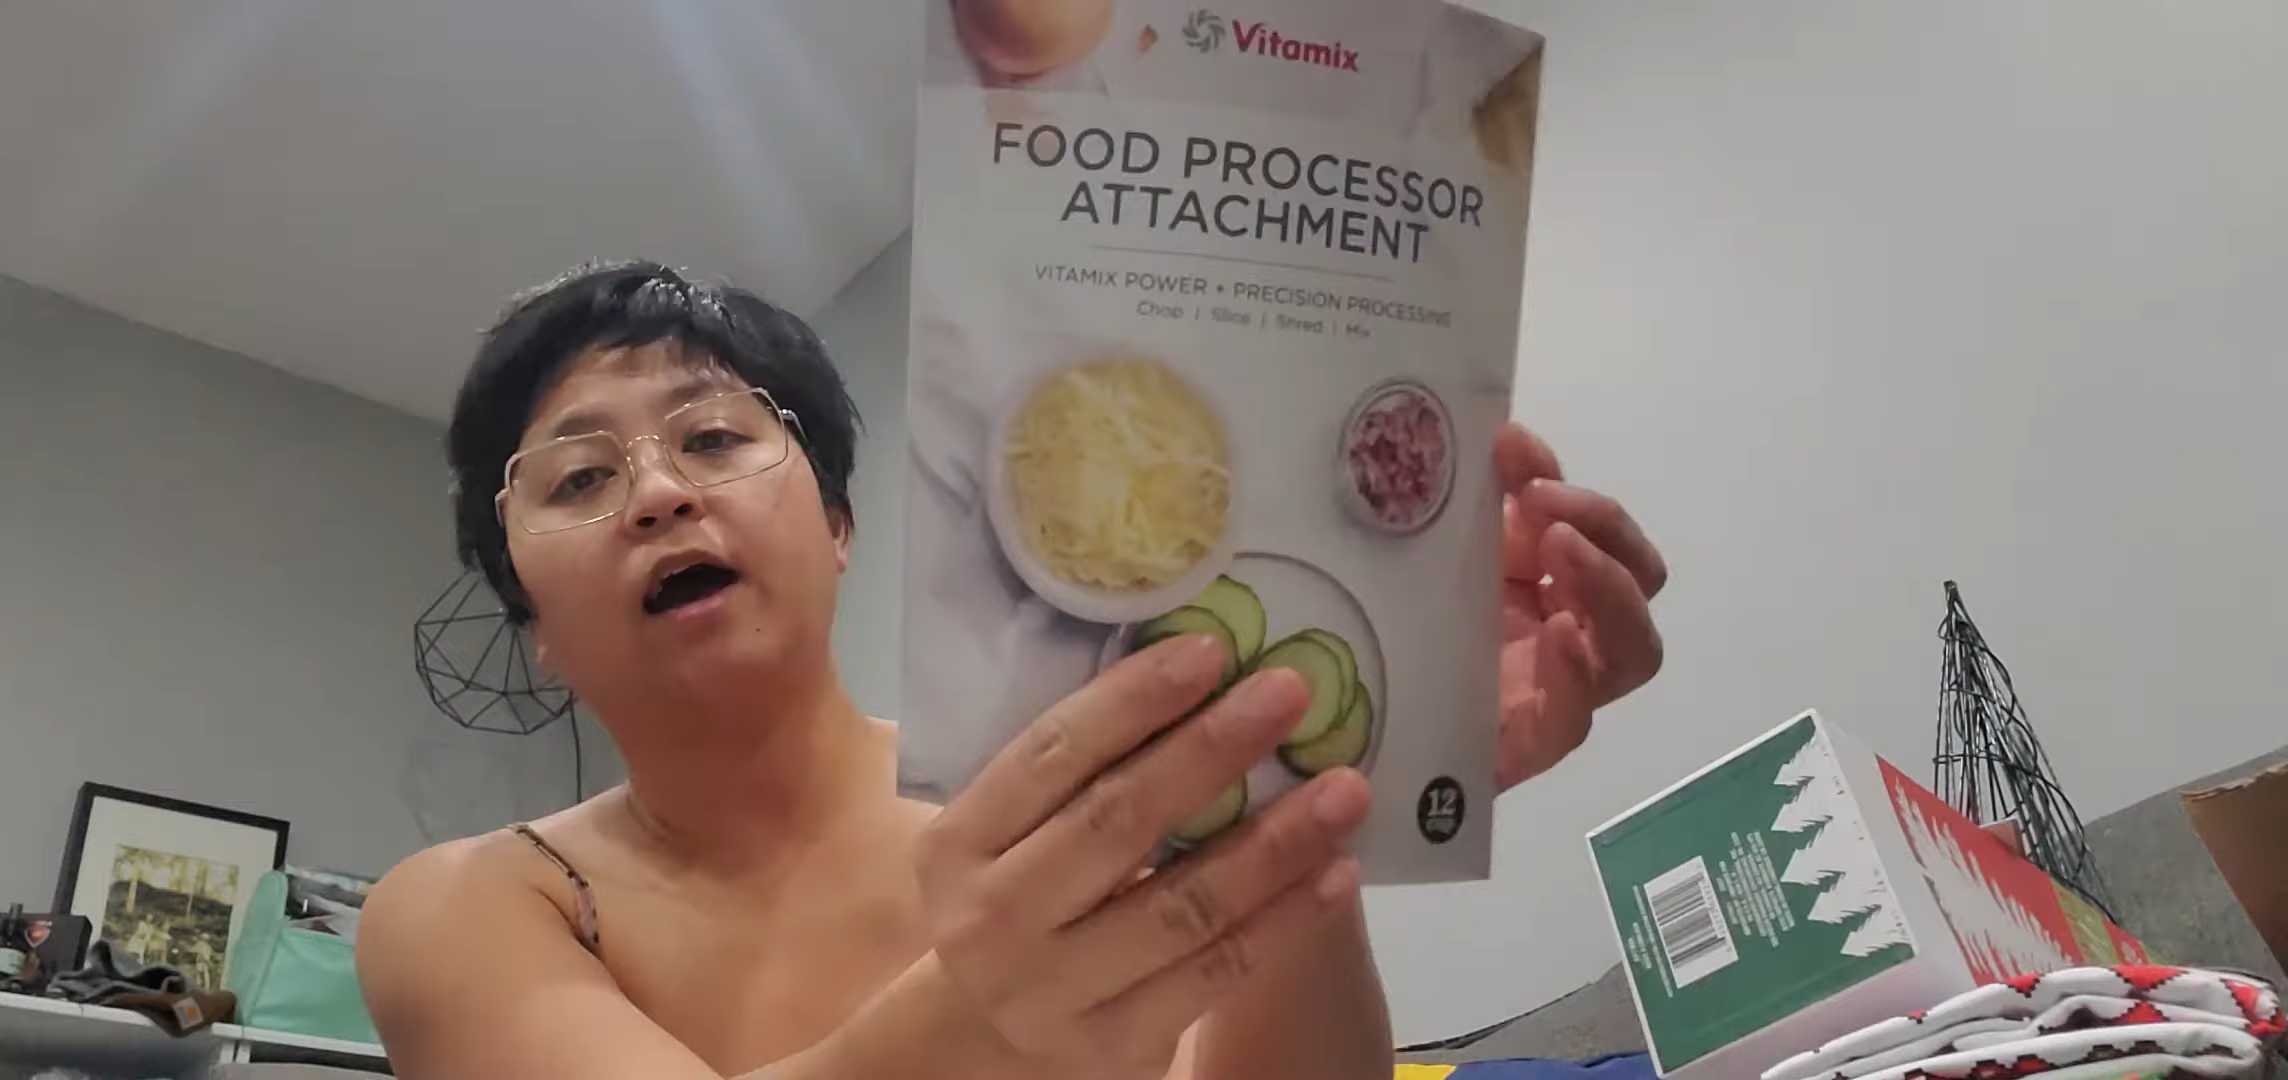 Vitamix
FOOD PROCESSOR
ATTACHMENT
VITAMIX POWER + PRECISION PROCESSING
Chop | Slice | Shred | Mix
12